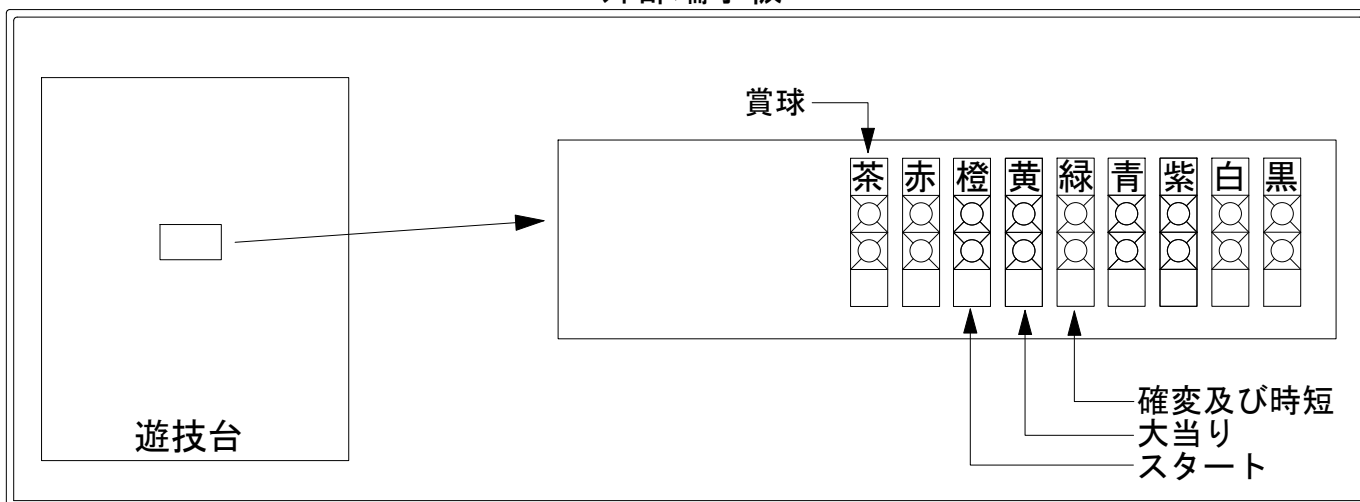 賞球
茶 赤 橙 黄 緑 青 紫 白 黒
確変及び時短
大当り
スタート
遊技台